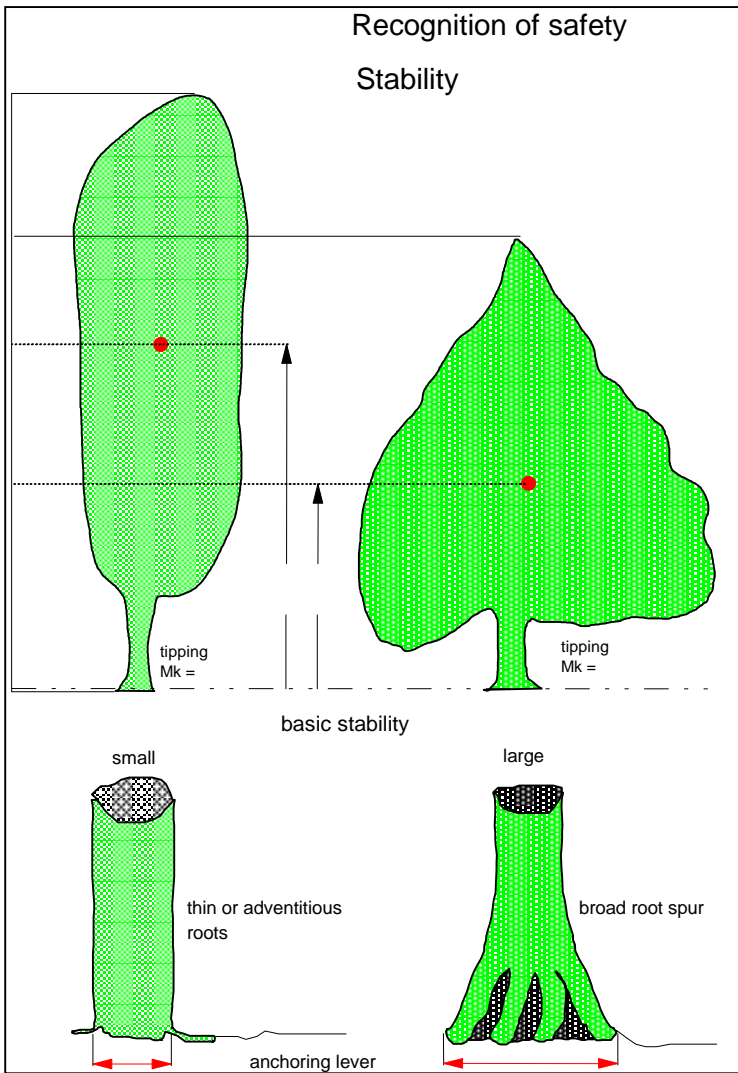 Recognition of safety
Stability
tipping
Mk =
tipping
Mk =
basic stability
small
large
thin or adventitious
roots
broad root spur
anchoring lever